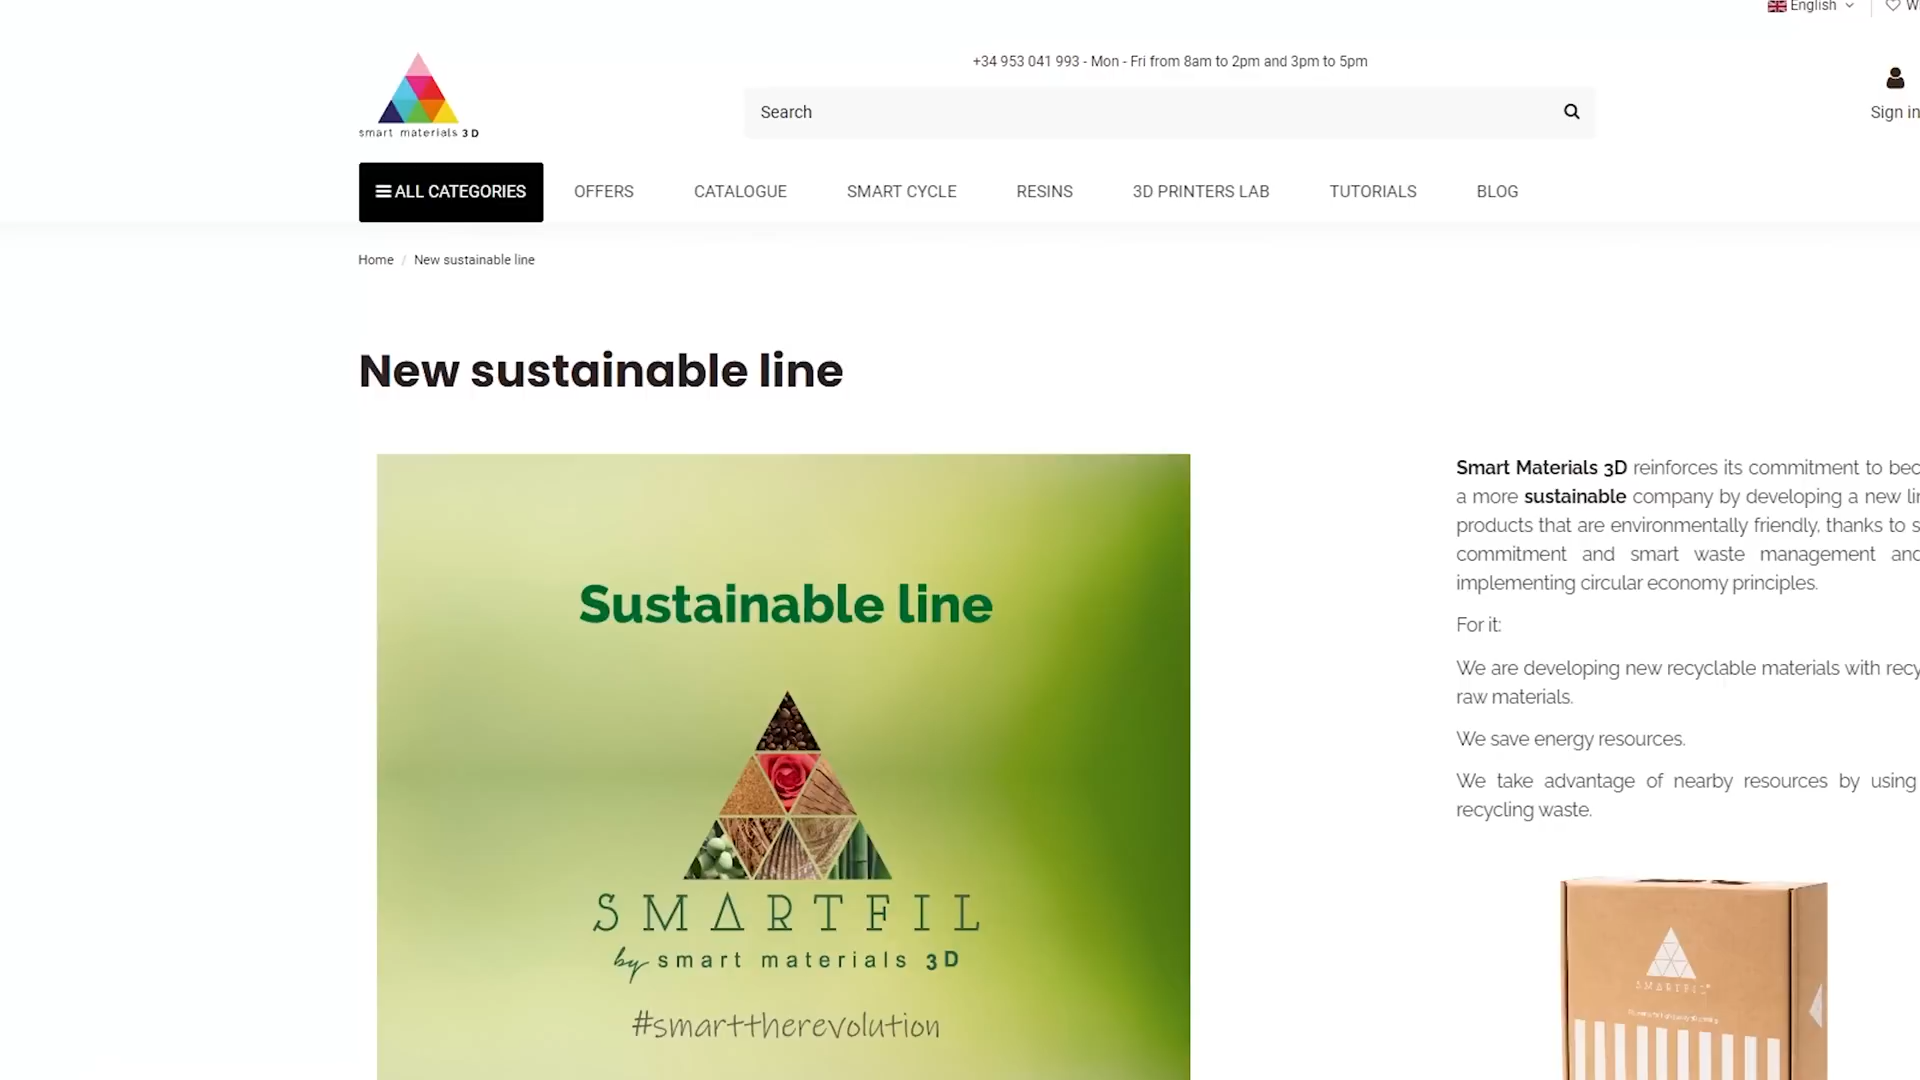 English
+34 953 041 993 - Mon - Fri from 8am to 2pm and 3pm to 5pm
smart materials 3D
Search
Sign in
ALL CATEGORIES
OFFERS
CATALOGUE
SMART CYCLE
RESINS
3D PRINTERS LAB
TUTORIALS
BLOG
Home / New sustainable line
New sustainable line
Sustainable line
SMARTFIL
by smart materials 3D
#smarttherevolution
Smart Materials 3D reinforces its commitment to
a more sustainable company by developing a new
products that are environmentally friendly, thanks to
commitment and smart waste management and
implementing circular economy principles.
For it:
We are developing new recyclable materials with
raw materials.
We save energy resources.
We take advantage of nearby resources by using
recycling waste.
SMARTFIL